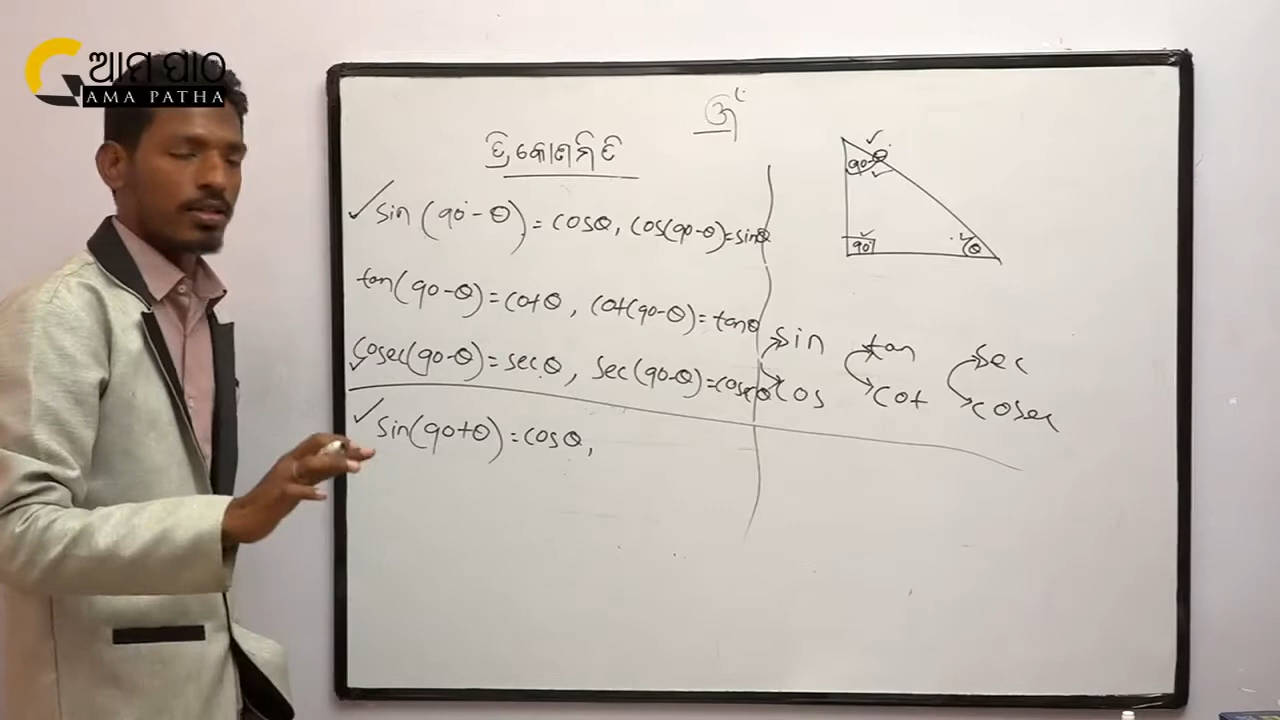 ଆମ ପାଠ
AMA PATHA
ଓଁ
ତ୍ରିକୋଣମିତି
sin(90°-θ)=cosθ, cos(90-θ)=sinθ
tan(90-θ)=cotθ, cot(90-θ)=tanθ
cosec(90-θ)=secθ, sec(90-θ)=cosecθ
sin(90+θ)=cosθ,
90-θ
90°
θ
sin tan sec
cos cot cosec